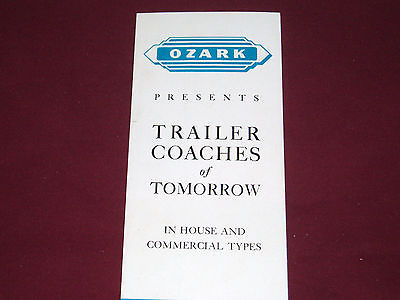 OZARK
PRESENTS
TRAILER
COACHES
of
TOMORROW
IN HOUSE AND
COMMERCIAL TYPES